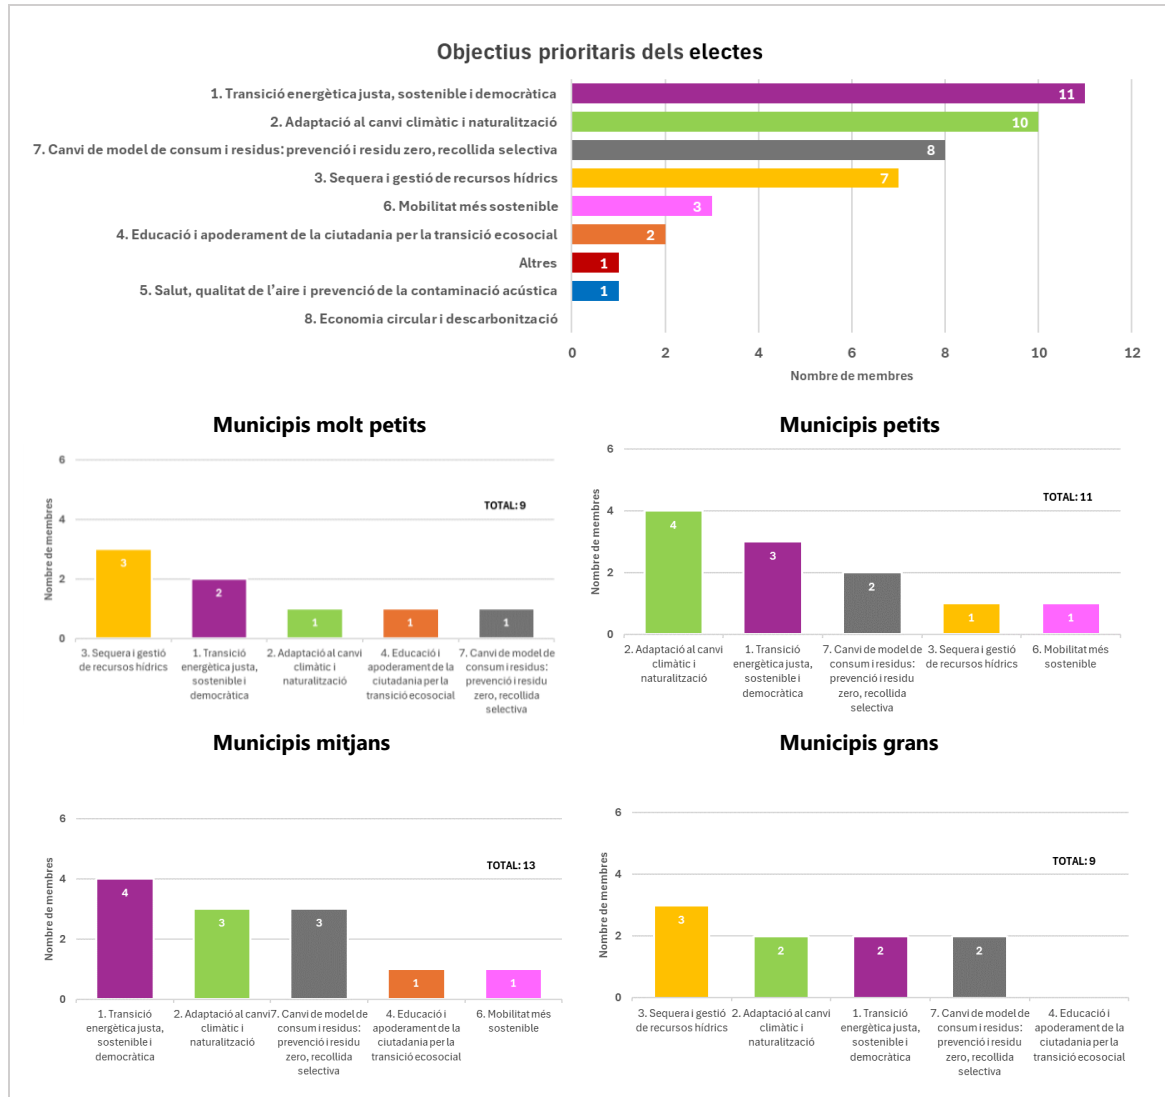 Objectius prioritaris dels electes
1. Transició energètica justa, sostenible i democràtica
11
2. Adaptació al canvi climàtic i naturalització
10
7. Canvi de model de consum i residus: prevenció i residu zero, recollida selectiva
8
3. Sequera i gestió de recursos hídrics
7
6. Mobilitat més sostenible
3
4. Educació i apoderament de la ciutadania per la transició ecosocial
2
Altres
1
5. Salut, qualitat de l'aire i prevenció de la contaminació acústica
1
8. Economia circular i descarbonització
0 2 4 6 8 10 12
Nombre de membres
Municipis molt petits
6
4
2
0
Nombre de membres
TOTAL: 9
3
2
1
1
1
3. Sequera i gestió
de recursos hídrics
1. Transició
energètica justa,
sostenible i
democràtica
2. Adaptació al canvi
climàtic i
naturalització
4. Educació i
apoderament de la
ciutadania per la
transició ecosocial
7. Canvi de model de
consum i residus:
prevenció i residu
zero, recollida
selectiva
Municipis petits
6
4
2
0
Nombre de membres
TOTAL: 11
4
3
2
1
1
2. Adaptació al canvi
climàtic i
naturalització
1. Transició
energètica justa,
sostenible i
democràtica
7. Canvi de model de
consum i residus:
prevenció i residu
zero, recollida
selectiva
3. Sequera i gestió
de recursos hídrics
6. Mobilitat més
sostenible
Municipis mitjans
6
4
2
0
Nombre de membres
TOTAL: 13
4
3
3
1
1
1. Transició
energètica justa,
sostenible i
democràtica
2. Adaptació al canvi
climàtic i
naturalització
7. Canvi de model de
consum i residus:
prevenció i residu
zero, recollida
selectiva
4. Educació i
apoderament de la
ciutadania per la
transició ecosocial
6. Mobilitat més
sostenible
Municipis grans
6
4
2
0
Nombre de membres
TOTAL: 9
3
2
2
2
3. Sequera i gestió
de recursos hídrics
2. Adaptació al canvi
climàtic i
naturalització
1. Transició
energètica justa,
sostenible i
democràtica
7. Canvi de model de
consum i residus:
prevenció i residu
zero, recollida
selectiva
4. Educació i
apoderament de la
ciutadania per la
transició ecosocial